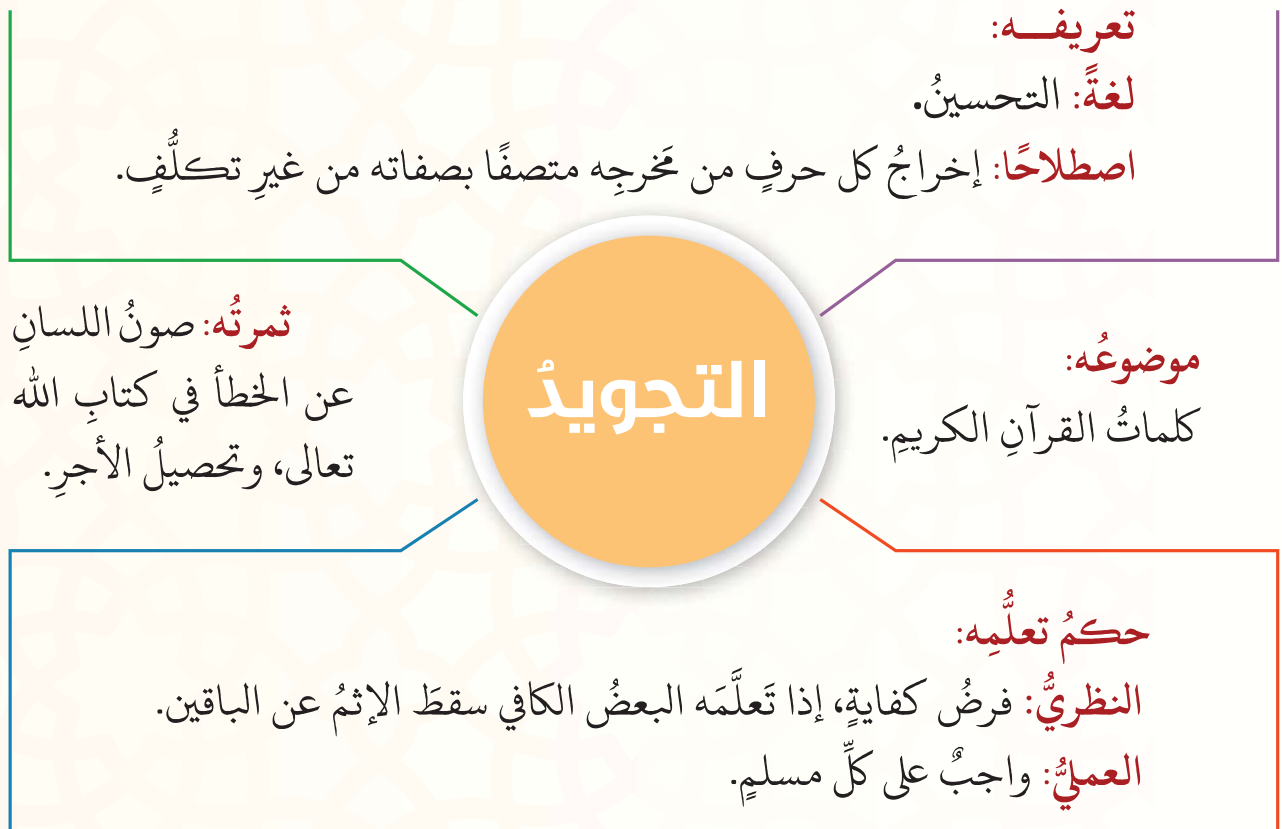 تعريفـــه:
لغةً: التحسينُ.
اصطلاحًا: إخراجُ كل حرفٍ من مَخرجِه متصفًا بصفاته من غيرِ تكلُّفٍ.
التجويدُ
موضوعُه:
كلماتُ القرآنِ الكريمِ.
ثمرتُه: صونُ اللسانِ
عن الخطأ في كتابِ الله
تعالى، وتحصيلُ الأجرِ.
حكمُ تعلُّمِه:
النظريُّ: فرضُ كفايةٍ، إذا تَعلَّمَه البعضُ الكافي سقطَ الإثمُ عن الباقين.
العمليُّ: واجبٌ على كلِّ مسلمٍ.